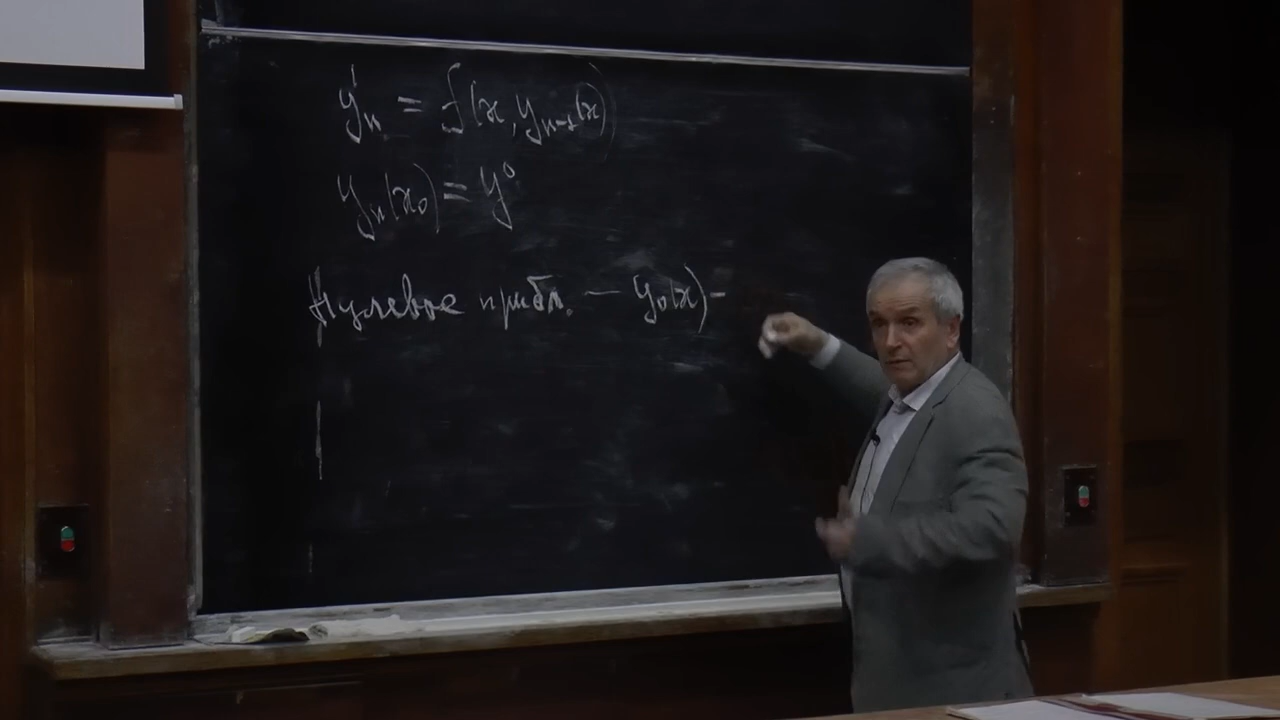 y'ₙ = f(x, yₙ₋₁(x))
yₙ(x₀) = y⁰
Нулевое прибл. — y₀(x) –